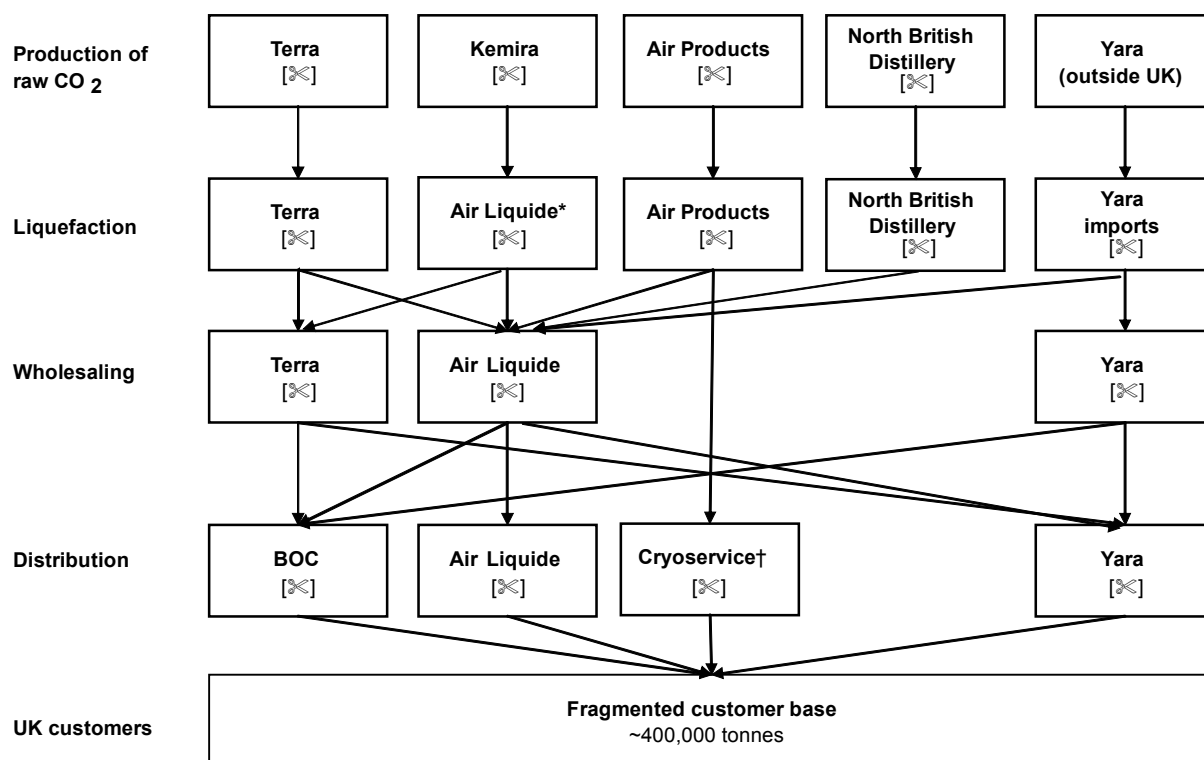 Production of
raw CO 2
Terra
[✂]
Kemira
[✂]
Air Products
[✂]
North British
Distillery
[✂]
Yara
(outside UK)
Liquefaction
Terra
[✂]
Air Liquide*
[✂]
Air Products
[✂]
North British
Distillery
[✂]
Yara
imports
[✂]
Wholesaling
Terra
[✂]
Air Liquide
[✂]
Yara
[✂]
Distribution
BOC
[✂]
Air Liquide
[✂]
Cryoservice†
[✂]
Yara
[✂]
UK customers
Fragmented customer base
~400,000 tonnes